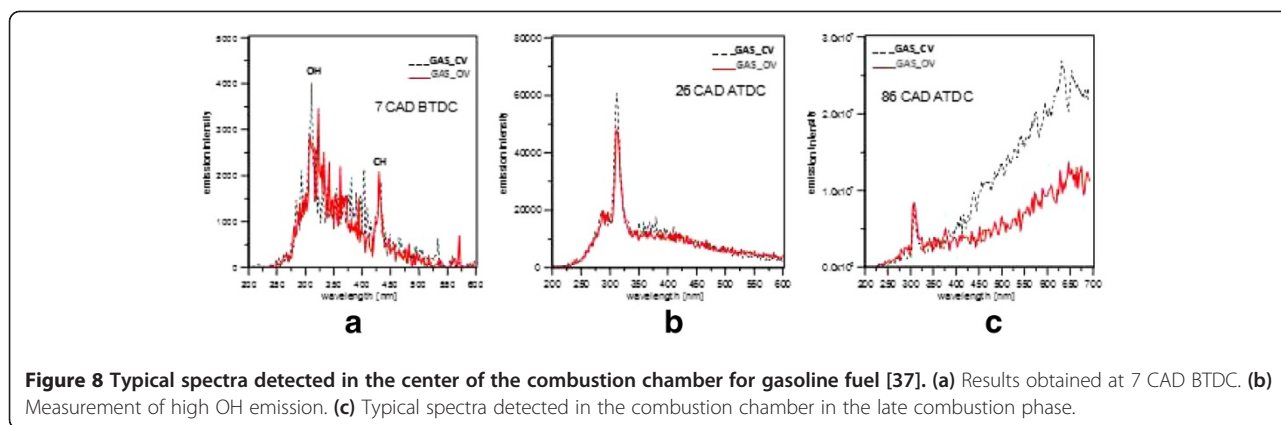 5000
4000
3000
2000
1000
0
emission intensity
OH
CH
GAS_CV
GAS_OV
7 CAD BTDC
200 250 300 350 400 450 500 550 600
wavelength [nm]
a
80000
60000
40000
20000
0
emission intensity
GAS_CV
GAS_OV
26 CAD ATDC
200 250 300 350 400 450 500 550 600
wavelength [nm]
b
emission intensity
GAS_CV
GAS_OV
86 CAD ATDC
200 250 300 350 400 450 500 550 600 650 700
wavelength [nm]
c
Figure 8 Typical spectra detected in the center of the combustion chamber for gasoline fuel [37]. (a) Results obtained at 7 CAD BTDC. (b)
Measurement of high OH emission. (c) Typical spectra detected in the combustion chamber in the late combustion phase.